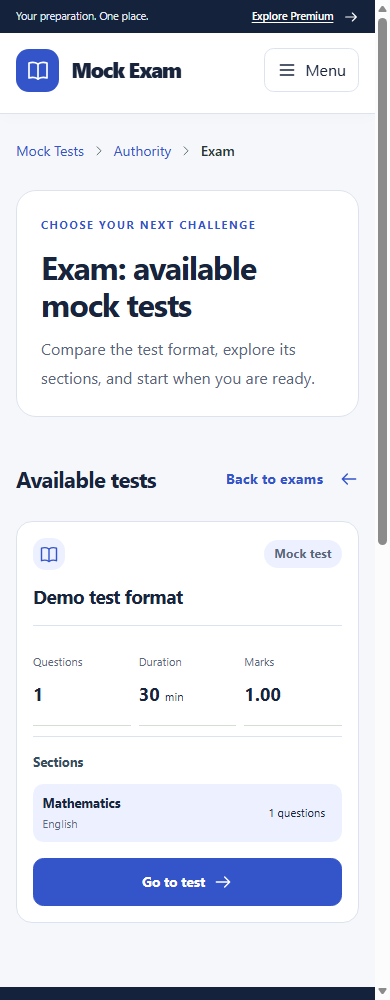 Your preparation. One place.
Explore Premium
Mock Exam
Menu
Mock Tests
Authority
Exam
CHOOSE YOUR NEXT CHALLENGE
Exam: available
mock tests
Compare the test format, explore its
sections, and start when you are ready.
Available tests
Back to exams
Mock test
Demo test format
Questions
Duration
Marks
1
30 min
1.00
Sections
Mathematics
English
1 questions
Go to test